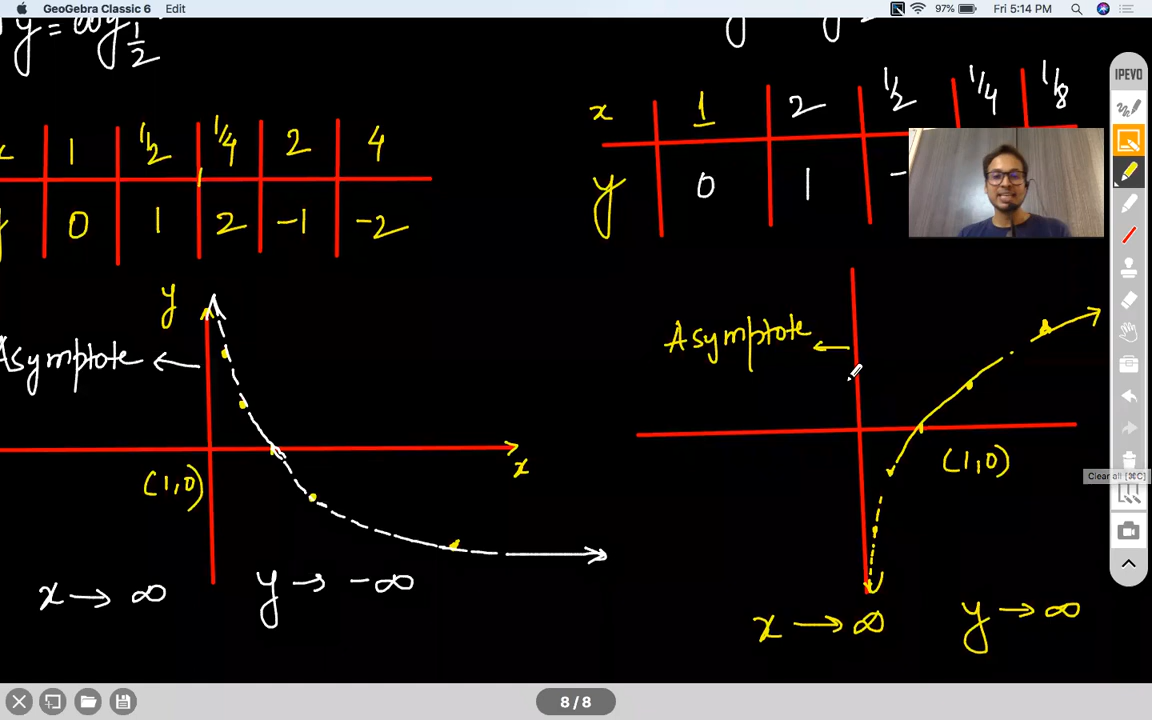 GeoGebra Classic 6 Edit 97% Fri 5:14 PM
y = log 1/2
x 1 1/2 1/4 2 4
y 0 1 2 -1 -2
x 1 2 1/2 1/4 1/8
y 0 1 -
IPEVO
y
Asymptote
x
(1,0)
x → ∞ y → -∞
Asymptote
(1,0)
x → ∞ y → ∞
Clear all [⌘C]
8 / 8